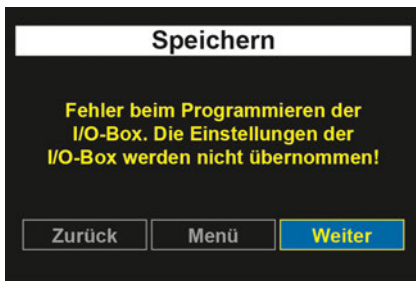 Speichern
Fehler beim Programmieren der
I/O-Box. Die Einstellungen der
I/O-Box werden nicht übernommen!
Zurück Menü Weiter